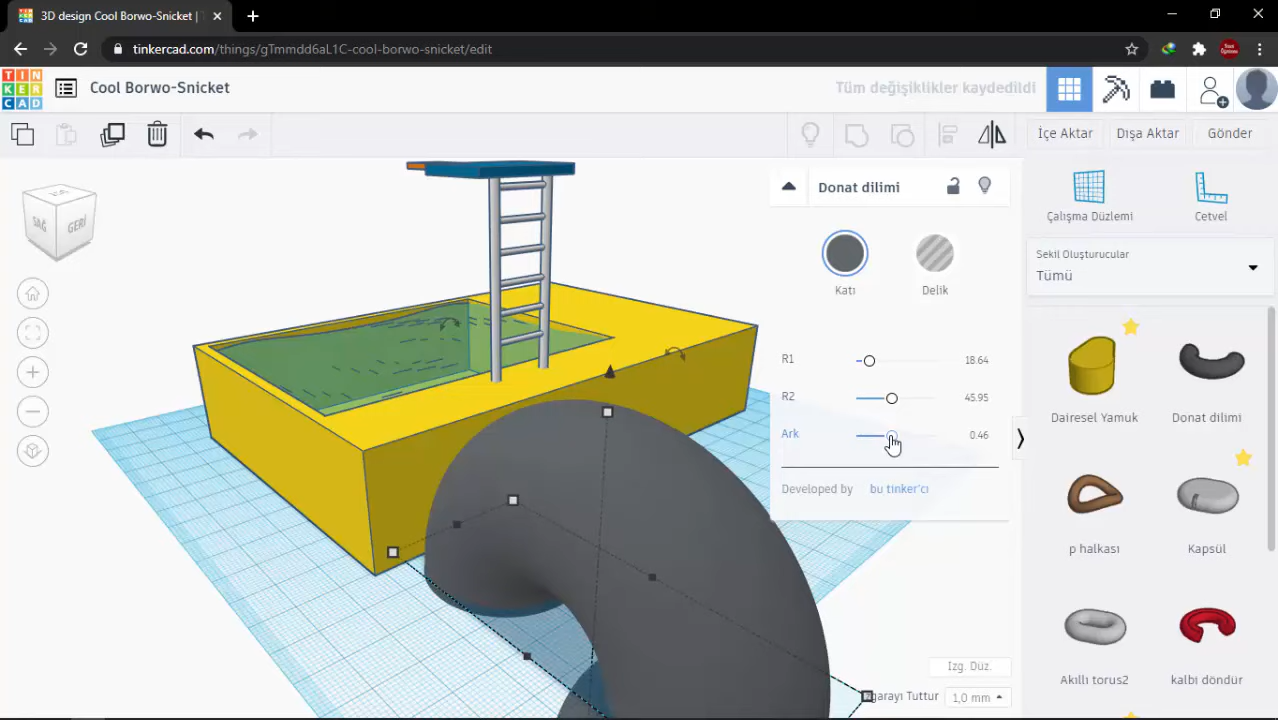 3D design Cool Borwo-Snicket |
tinkercad.com/things/gTmmdd6aL1C-cool-borwo-snicket/edit
TIN
KER
CAD
Cool Borwo-Snicket
Tüm değişiklikler kaydedildi
İçe Aktar
Dışa Aktar
Gönder
SAĞ
GERİ
Donat dilimi
Katı
Delik
R1
18.64
R2
45.95
Ark
0.46
Developed by
bu tinker'cı
Çalışma Düzlemi
Cetvel
Sekil Oluşturucular
Tümü
Dairesel Yamuk
Donat dilimi
p halkası
Kapsül
Akıllı torus2
kalbi döndür
Izg. Düz.
garayı Tuttur
1,0 mm